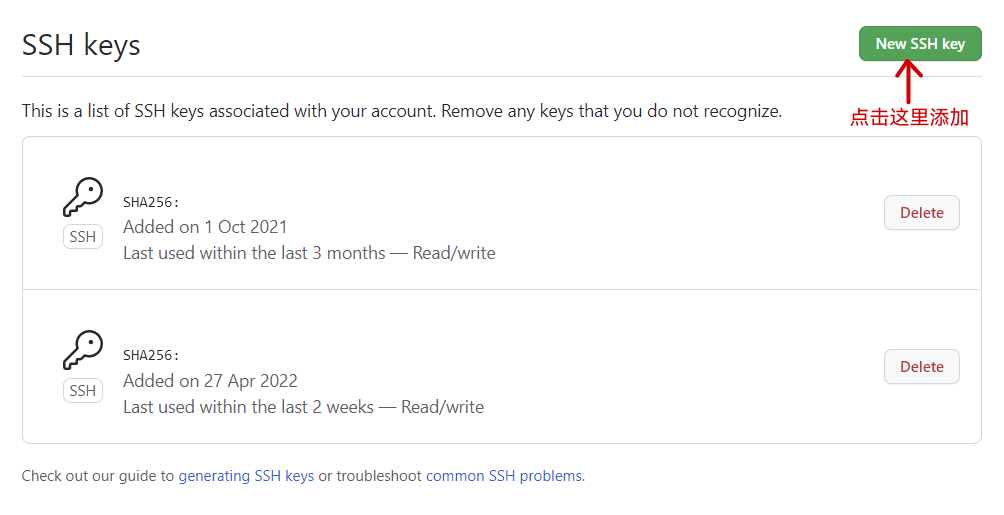 SSH keys
New SSH key
This is a list of SSH keys associated with your account. Remove any keys that you do not recognize.
点击这里添加
SHA256:
SSH
Added on 1 Oct 2021
Last used within the last 3 months — Read/write
Delete
SHA256:
SSH
Added on 27 Apr 2022
Last used within the last 2 weeks — Read/write
Delete
Check out our guide to generating SSH keys or troubleshoot common SSH problems.